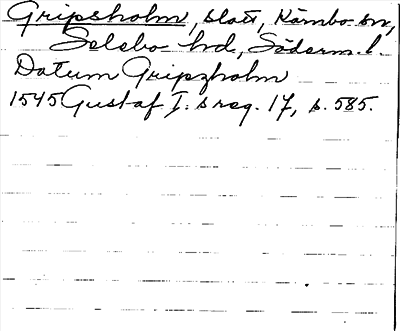 Gripsholm, slott, Kärnbo sn,
Selebo hd, Söderm. l.
Datum Gripzholm
1545 Gustaf I:s reg. 17, s. 585.